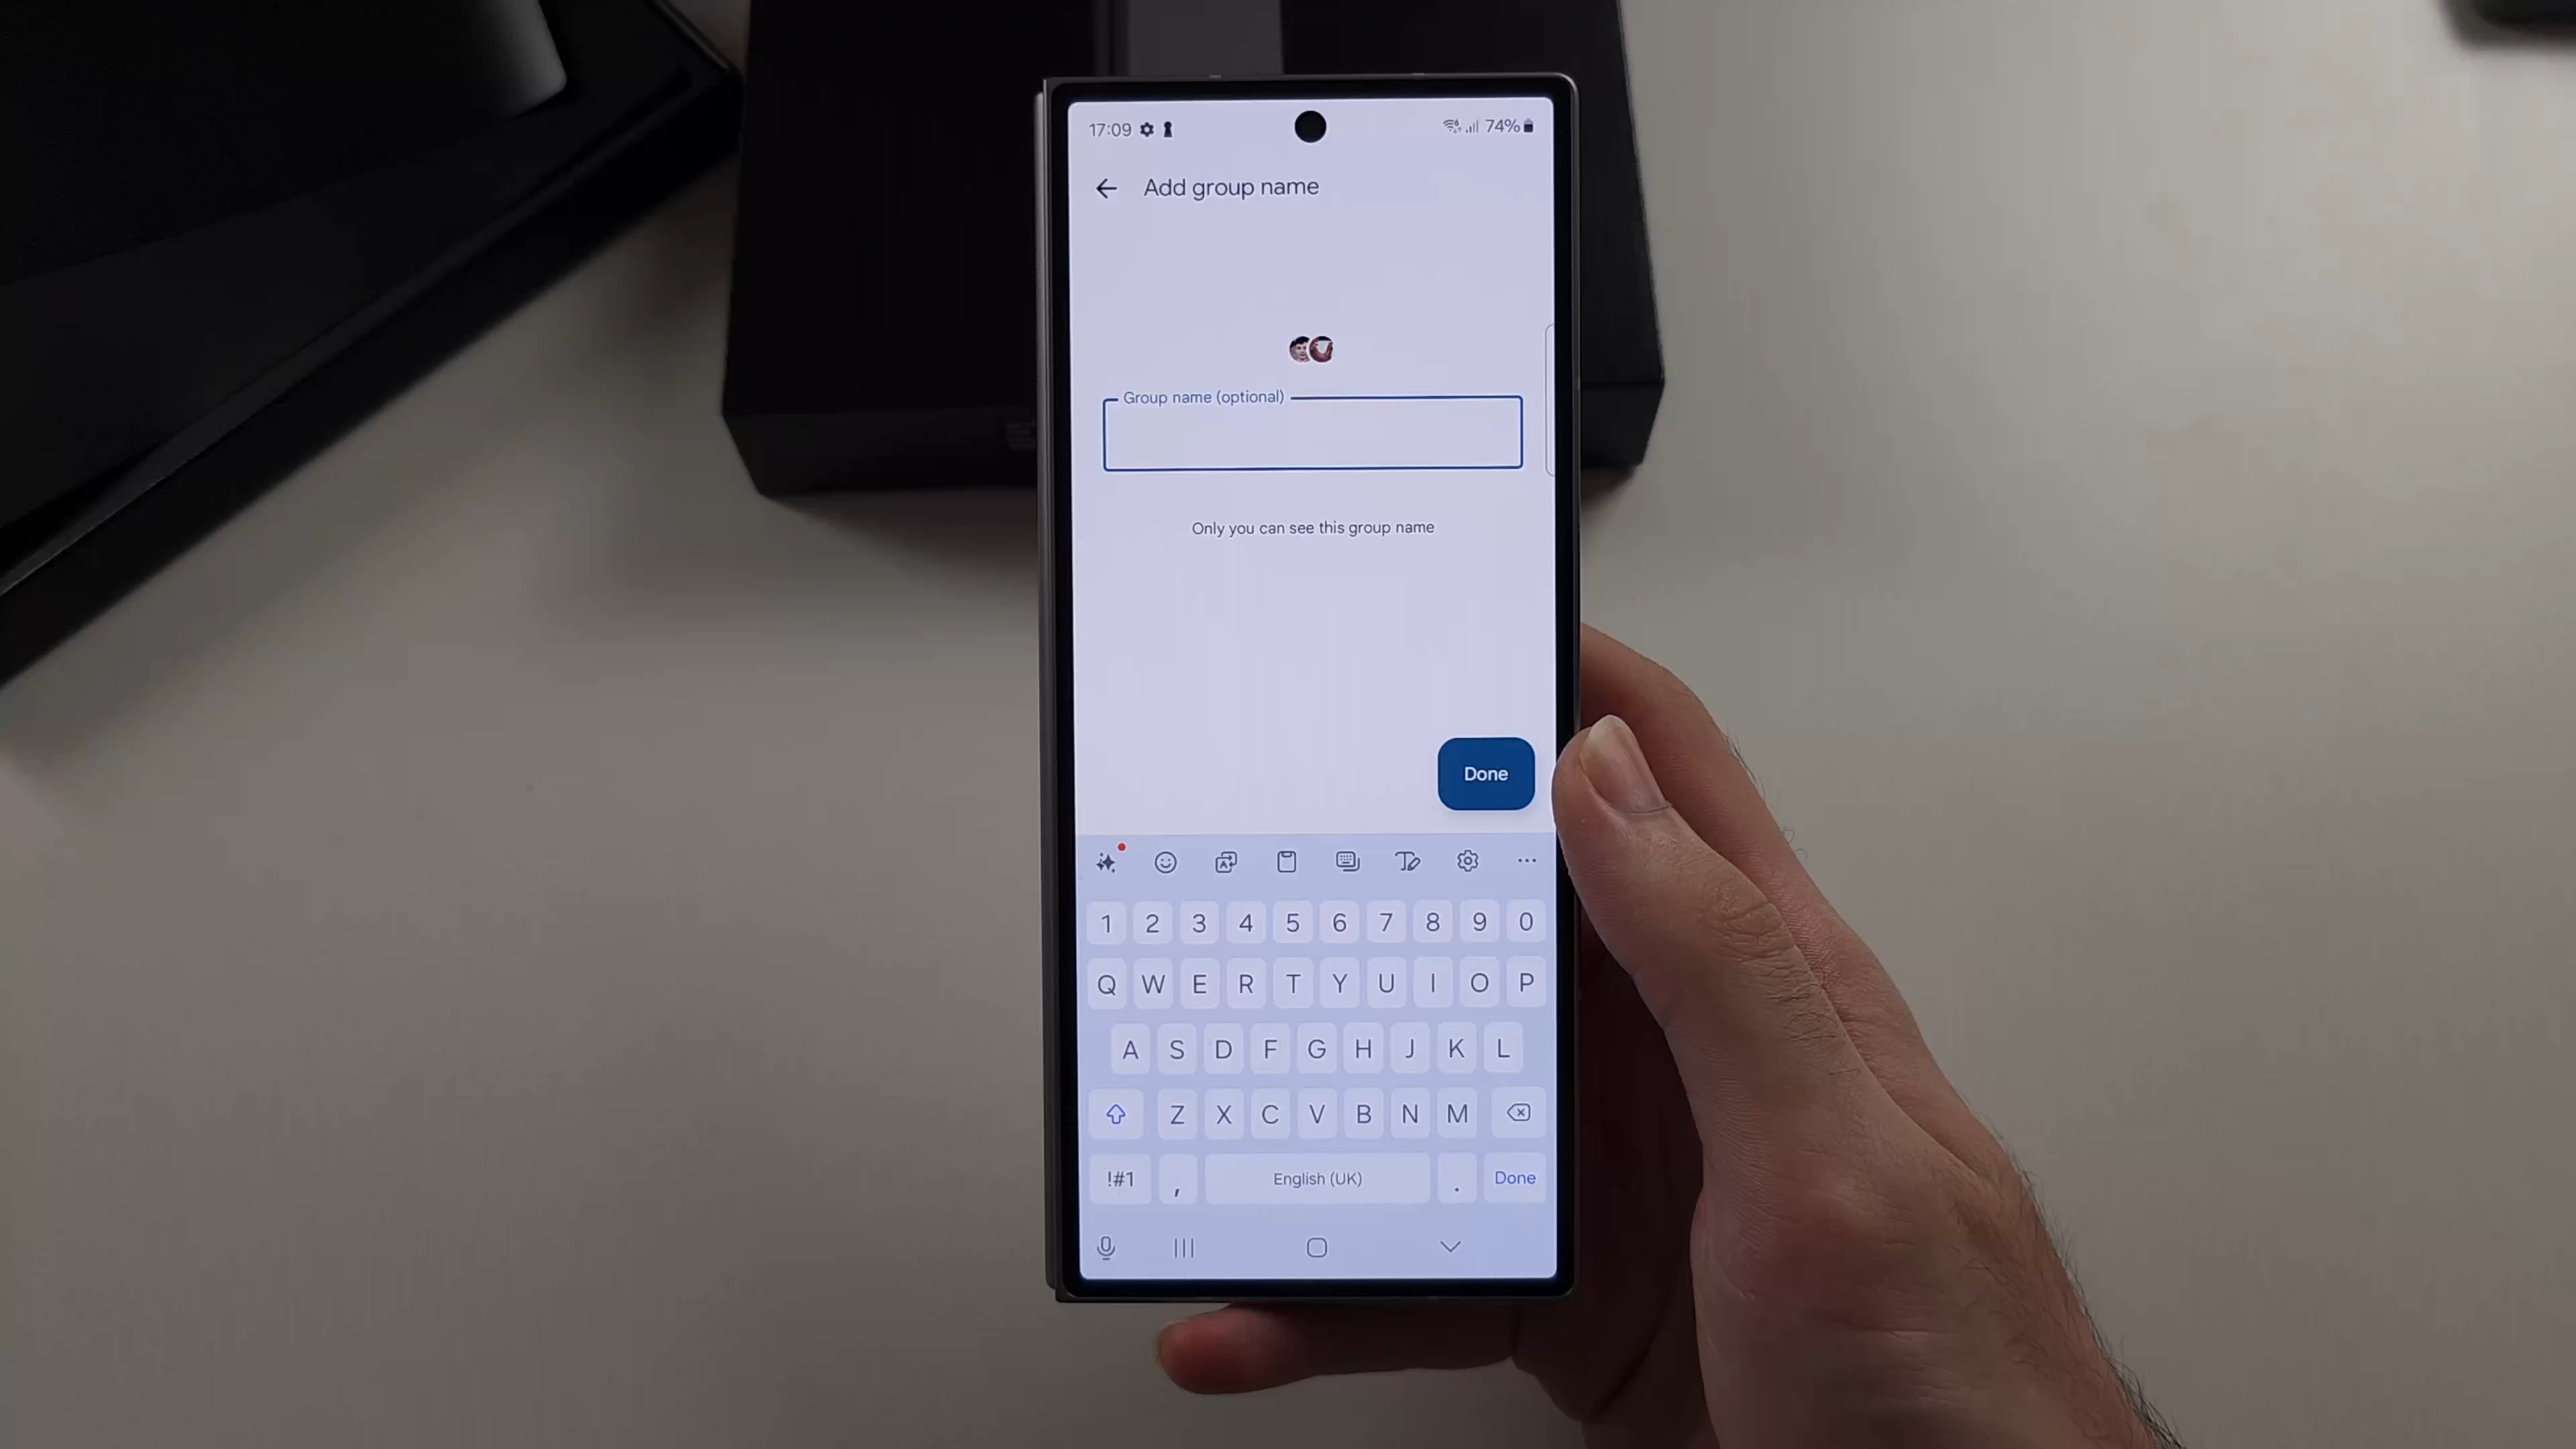 17:09 74%
Add group name
Group name (optional)
Only you can see this group name
Done
1 2 3 4 5 6 7 8 9 0
Q W E R T Y U I O P
A S D F G H J K L
Z X C V B N M
!#1 , English (UK) . Done